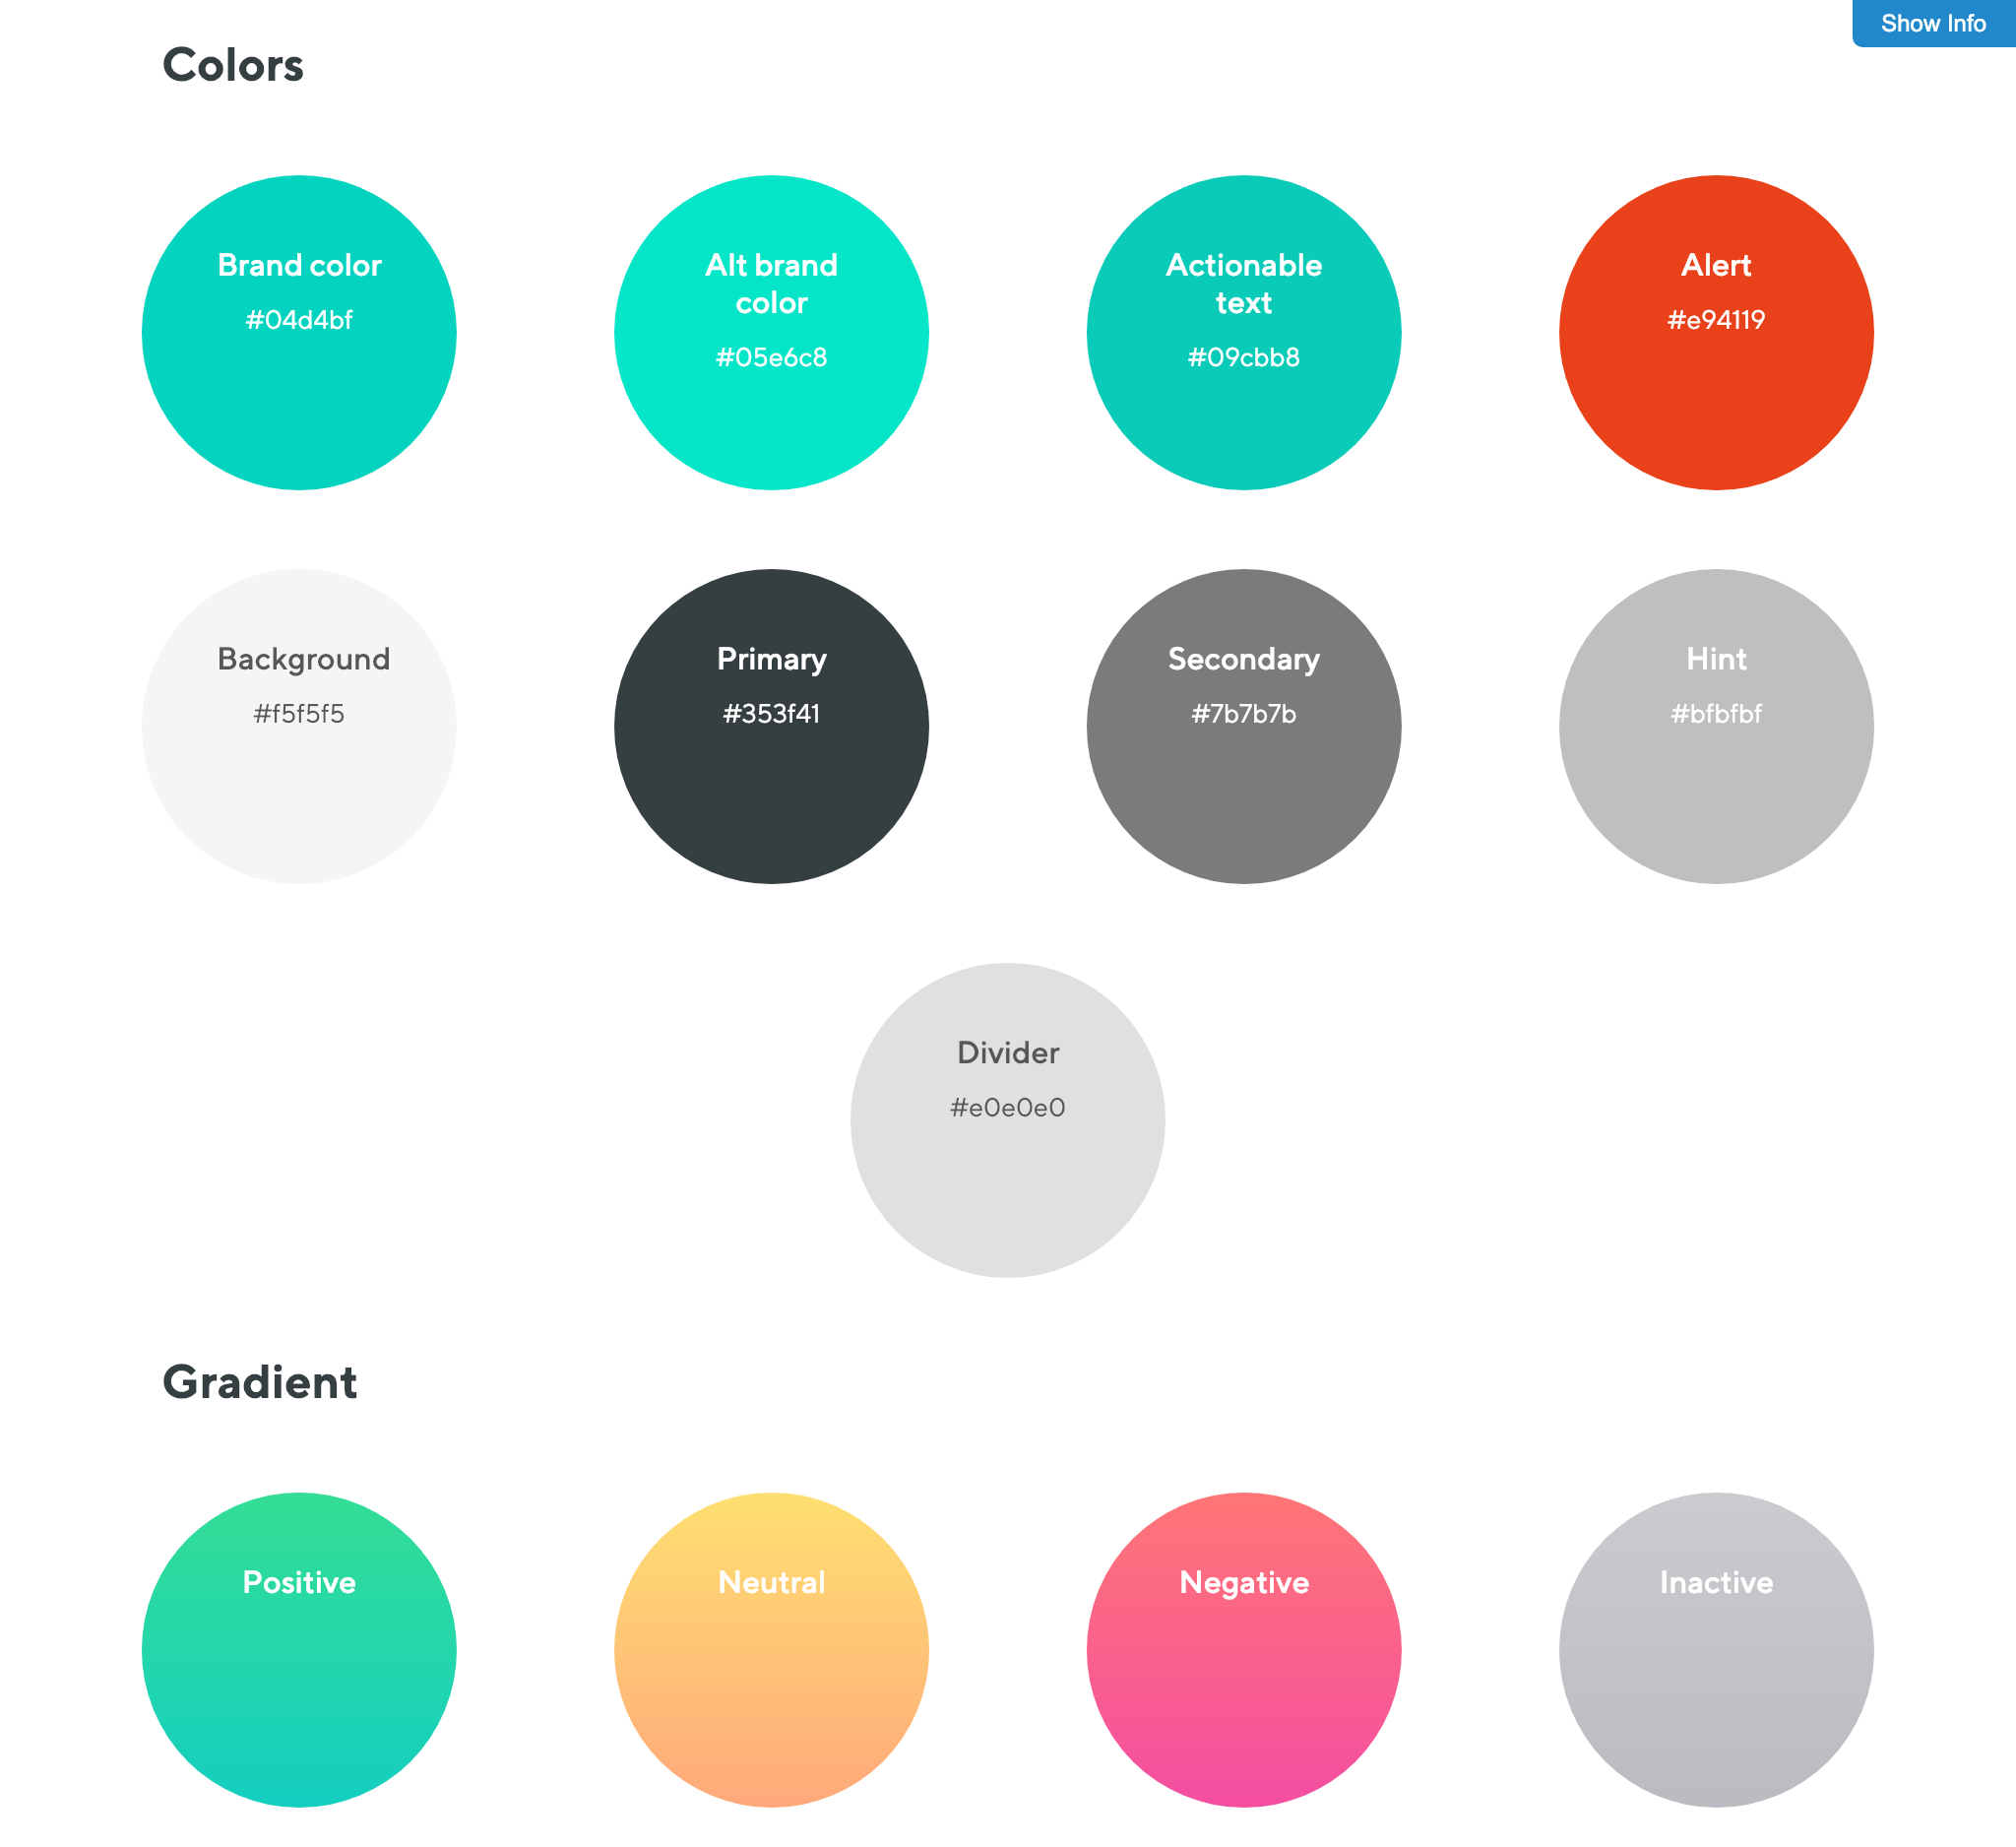 Show Info
Colors
Brand color
#04d4bf
Alt brand
color
#05e6c8
Actionable
text
#09cbb8
Alert
#e94119
Background
#f5f5f5
Primary
#353f41
Secondary
#7b7b7b
Hint
#bfbfbf
Divider
#e0e0e0
Gradient
Positive
Neutral
Negative
Inactive